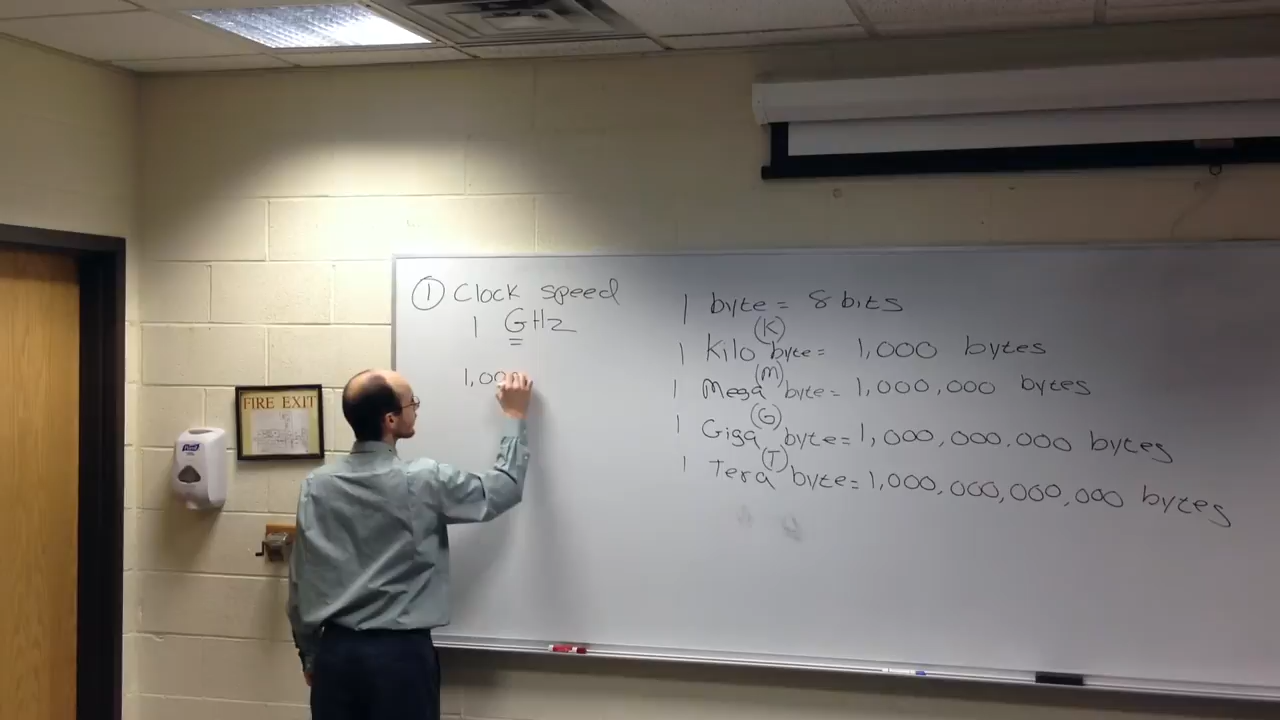 ① Clock speed
1 GHz
1,000
1 byte = 8 bits
(K)
1 Kilo byte = 1,000 bytes
(M)
1 Mega byte = 1,000,000 bytes
(G)
1 Giga byte = 1,000,000,000 bytes
(T)
1 Tera byte = 1,000,000,000,000 bytes
FIRE EXIT
PURELL